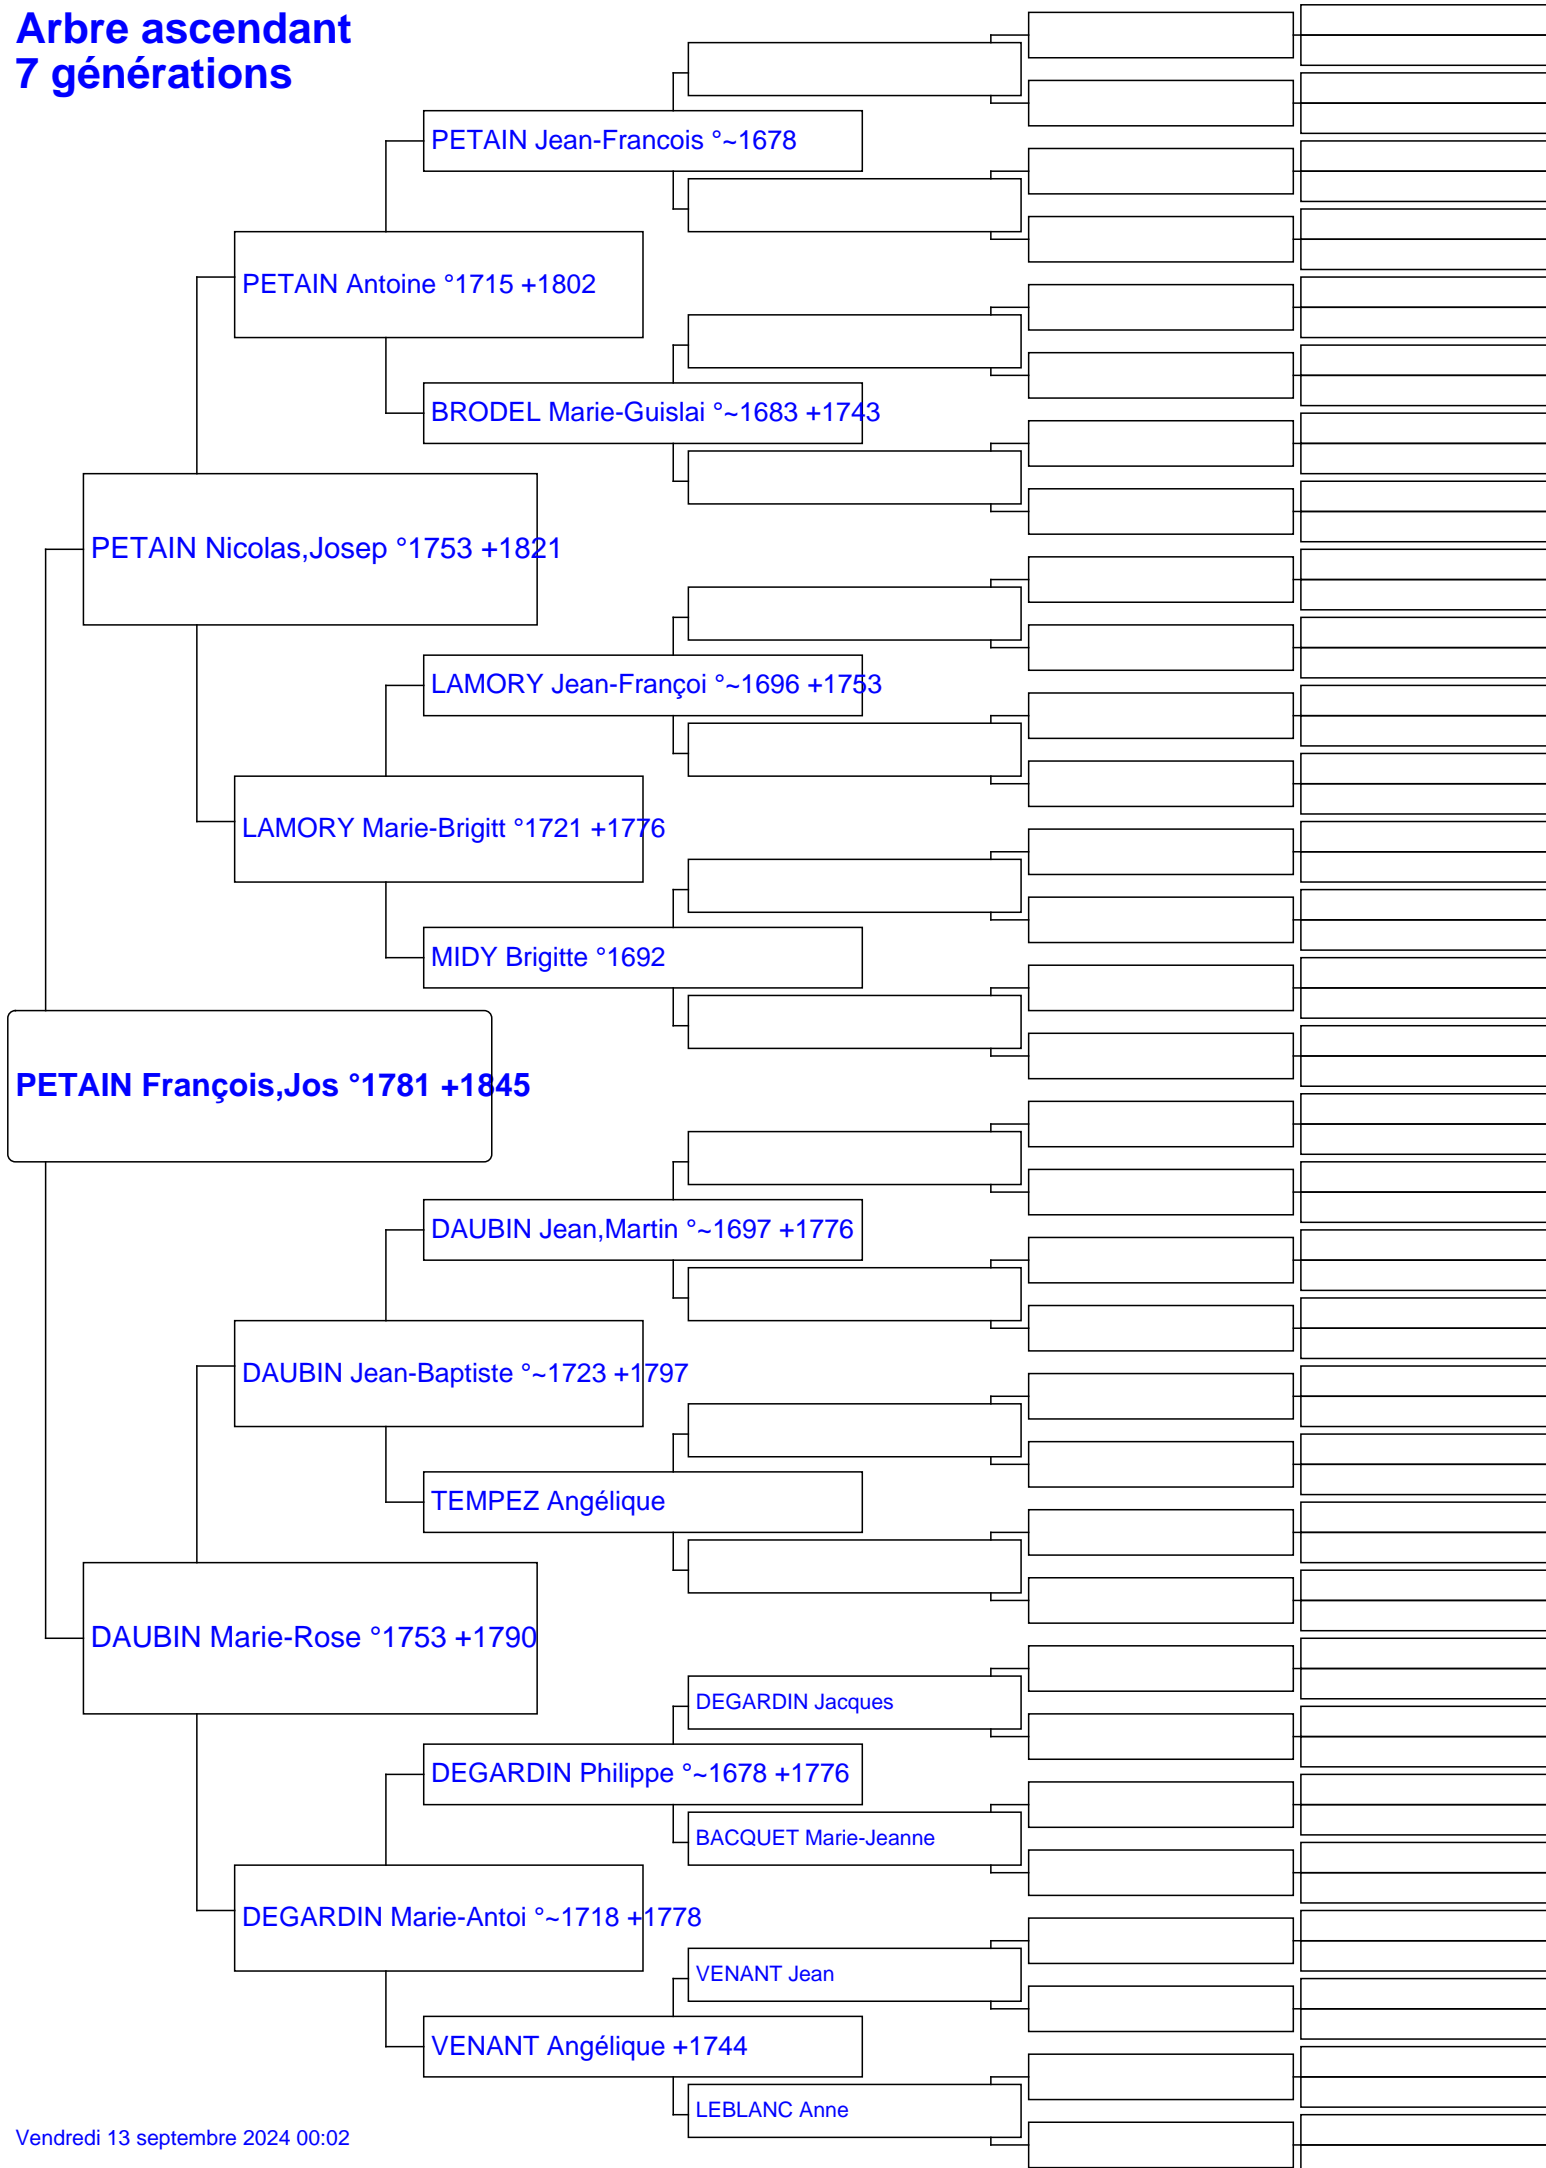 Arbre ascendant
7 générations
PETAIN Jean-Francois °~1678
PETAIN Antoine °1715 +1802
BRODEL Marie-Guislai °~1683 +1743
PETAIN Nicolas,Josep °1753 +1821
LAMORY Jean-Françoi °~1696 +1753
LAMORY Marie-Brigitt °1721 +1776
MIDY Brigitte °1692
PETAIN François,Jos °1781 +1845
DAUBIN Jean,Martin °~1697 +1776
DAUBIN Jean-Baptiste °~1723 +1797
TEMPEZ Angélique
DAUBIN Marie-Rose °1753 +1790
DEGARDIN Jacques
DEGARDIN Philippe °~1678 +1776
BACQUET Marie-Jeanne
DEGARDIN Marie-Antoi °~1718 +1778
VENANT Jean
VENANT Angélique +1744
LEBLANC Anne
Vendredi 13 septembre 2024 00:02